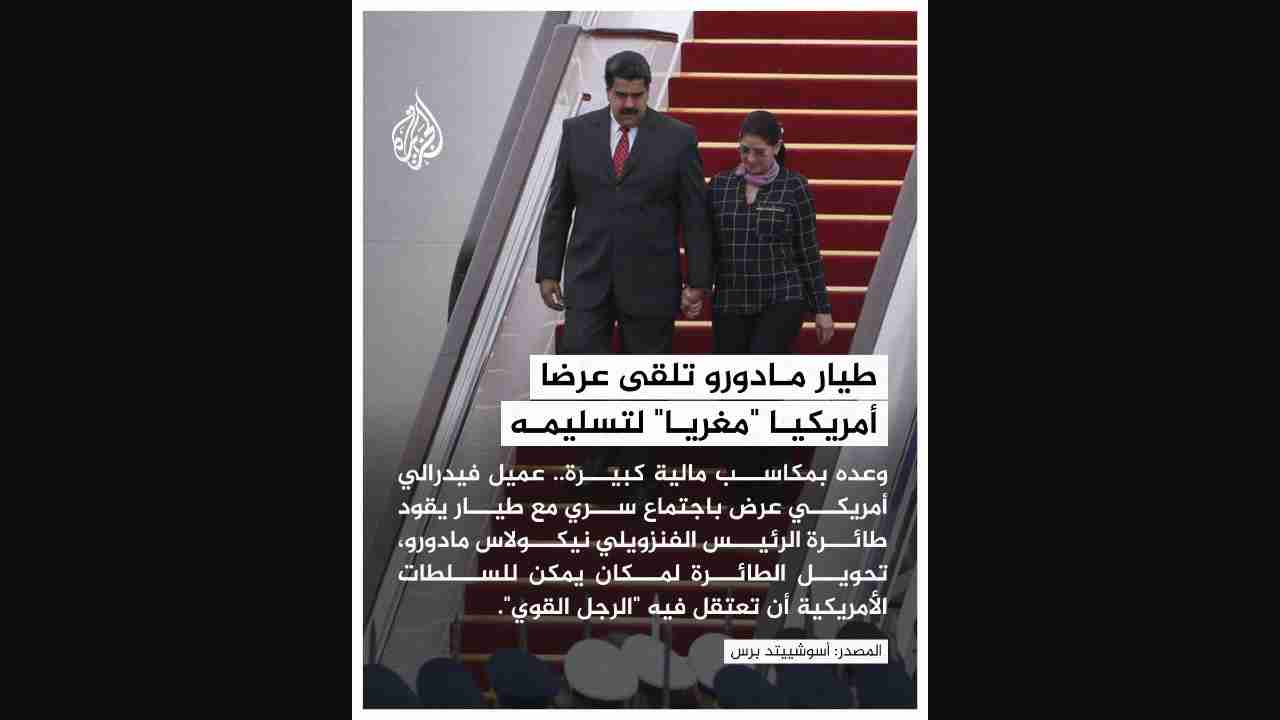 الجزيرة
طيار مادورو تلقى عرضا
أمريكيا "مغريا" لتسليمه
وعده بمكاسب مالية كبيرة.. عميل فيدرالي
أمريكي عرض باجتماع سري مع طيار يقود
طائرة الرئيس الفنزويلي نيكولاس مادورو،
تحويل الطائرة لمكان يمكن للسلطات
الأمريكية أن تعتقل فيه "الرجل القوي".
المصدر: أسوشييتد برس